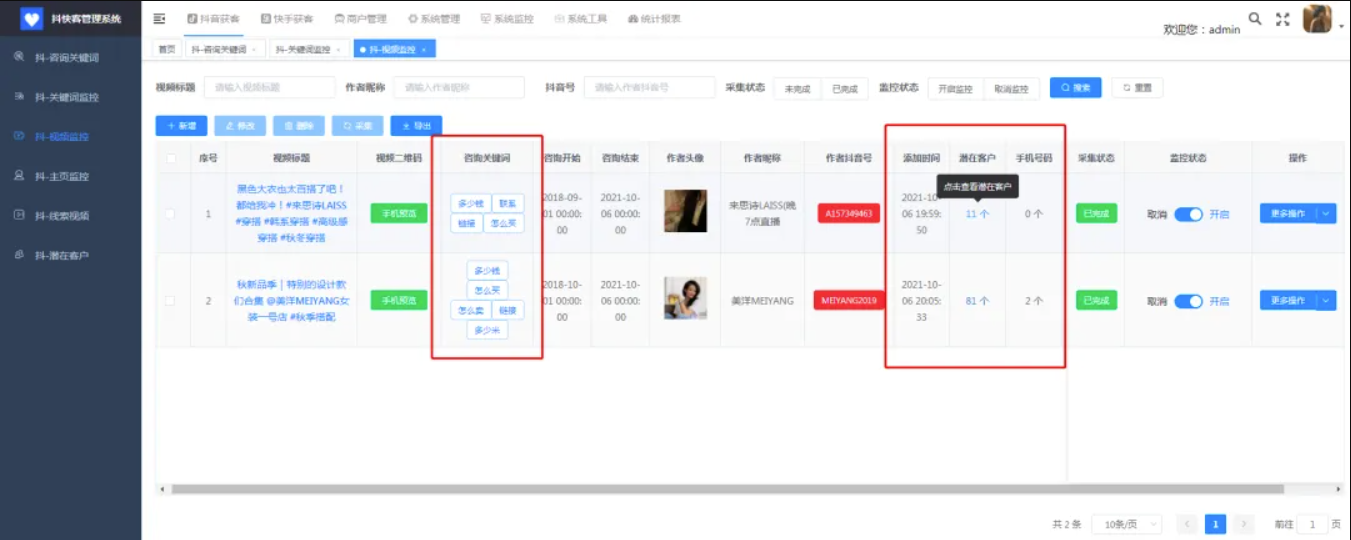 抖快客管理系统
抖音获客
快手获客
商户管理
系统管理
系统监控
系统工具
统计报表
欢迎您：admin
抖-咨询关键词
抖-关键词监控
抖-视频监控
抖-主页监控
抖-线索视频
抖-潜在客户
首页
抖-咨询关键词 ×
抖-关键词监控 ×
抖-视频监控 ×
视频标题 请输入视频标题
作者昵称 请输入作者昵称
抖音号 请输入作者抖音号
采集状态 未完成 已完成
监控状态 开启监控 取消监控
搜索
重置
+ 新增
修改
删除
采集
导出
序号 视频标题 视频二维码 咨询关键词 咨询开始 咨询结束 作者头像 作者昵称 作者抖音号 添加时间 潜在客户 手机号码 采集状态 监控状态 操作
点击查看潜在客户
1
黑色大衣也太百搭了吧！
都给我冲！#来思诗LAISS
#穿搭 #韩系穿搭 #高级感
穿搭 #秋冬穿搭
手机预览
多少钱 联系
链接 怎么买
2018-09-
01 00:00:
00
2021-10-
06 00:00:
00
来思诗LAISS(晚
7点直播
A157349463
2021-10-
06 19:59:
50
11 个
0 个
已完成
取消 开启
更多操作
2
秋新品季｜特别的设计款
们合集 @美洋MEIYANG女
装一号店 #秋季搭配
手机预览
多少钱
怎么买
怎么卖 链接
多少米
2018-10-
01 00:00:
00
2021-10-
06 00:00:
00
美洋MEIYANG
MEIYANG2019
2021-10-
06 20:05:
33
81 个
2 个
已完成
取消 开启
更多操作
共 2 条
10条/页
1
前往 1 页